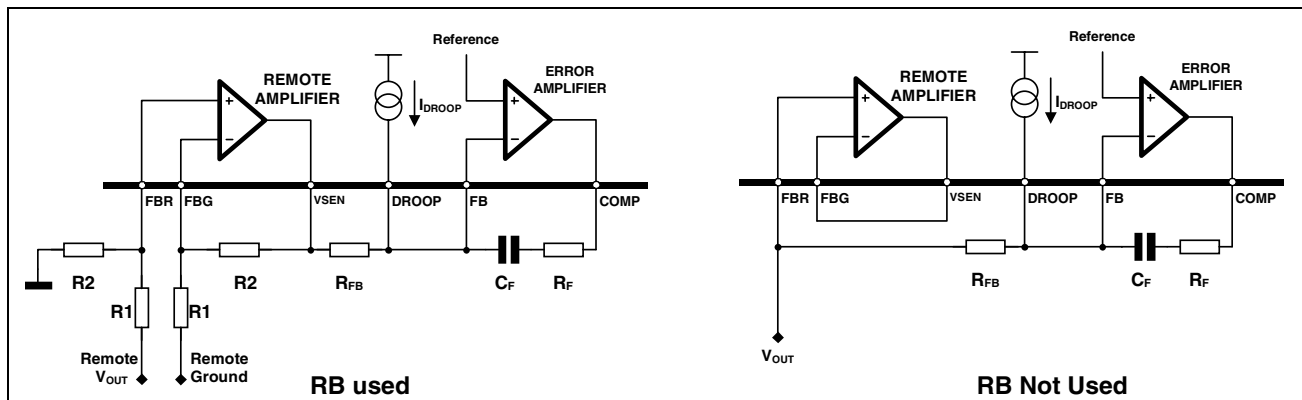 Reference
REMOTE
AMPLIFIER
ERROR
AMPLIFIER
IDROOP
FBR
FBG
VSEN
DROOP
FB
COMP
R2
R2
RFB
CF
RF
R1
R1
Remote
VOUT
Remote
Ground
RB used
Reference
REMOTE
AMPLIFIER
ERROR
AMPLIFIER
IDROOP
FBR
FBG
VSEN
DROOP
FB
COMP
RFB
CF
RF
VOUT
RB Not Used